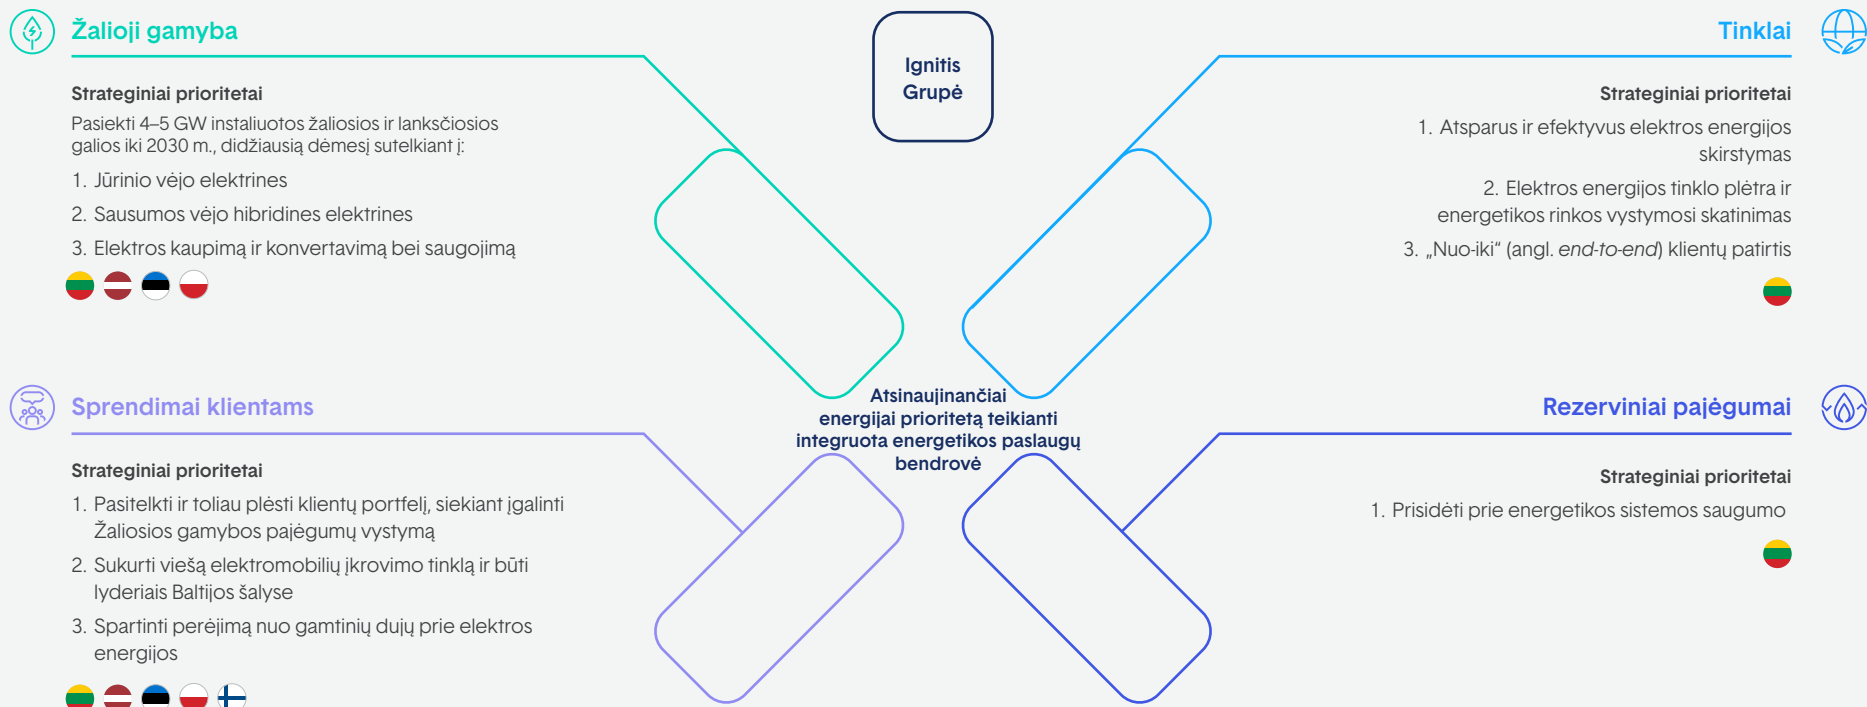 Žalioji gamyba
Strateginiai prioritetai
Pasiekti 4–5 GW instaliuotos žaliosios ir lanksčiosios
galios iki 2030 m., didžiausią dėmesį sutelkiant į:
1. Jūrinio vėjo elektrines
2. Sausumos vėjo hibridines elektrines
3. Elektros kaupimą ir konvertavimą bei saugojimą
Ignitis
Grupė
Tinklai
Strateginiai prioritetai
1. Atsparus ir efektyvus elektros energijos
skirstymas
2. Elektros energijos tinklo plėtra ir
energetikos rinkos vystymosi skatinimas
3. „Nuo-iki“ (angl. end-to-end) klientų patirtis
Atsinaujinančiai
energijai prioritetą teikianti
integruota energetikos paslaugų
bendrovė
Sprendimai klientams
Strateginiai prioritetai
1. Pasitelkti ir toliau plėsti klientų portfelį, siekiant įgalinti
Žaliosios gamybos pajėgumų vystymą
2. Sukurti viešą elektromobilių įkrovimo tinklą ir būti
lyderiais Baltijos šalyse
3. Spartinti perėjimą nuo gamtinių dujų prie elektros
energijos
Rezerviniai pajėgumai
Strateginiai prioritetai
1. Prisidėti prie energetikos sistemos saugumo